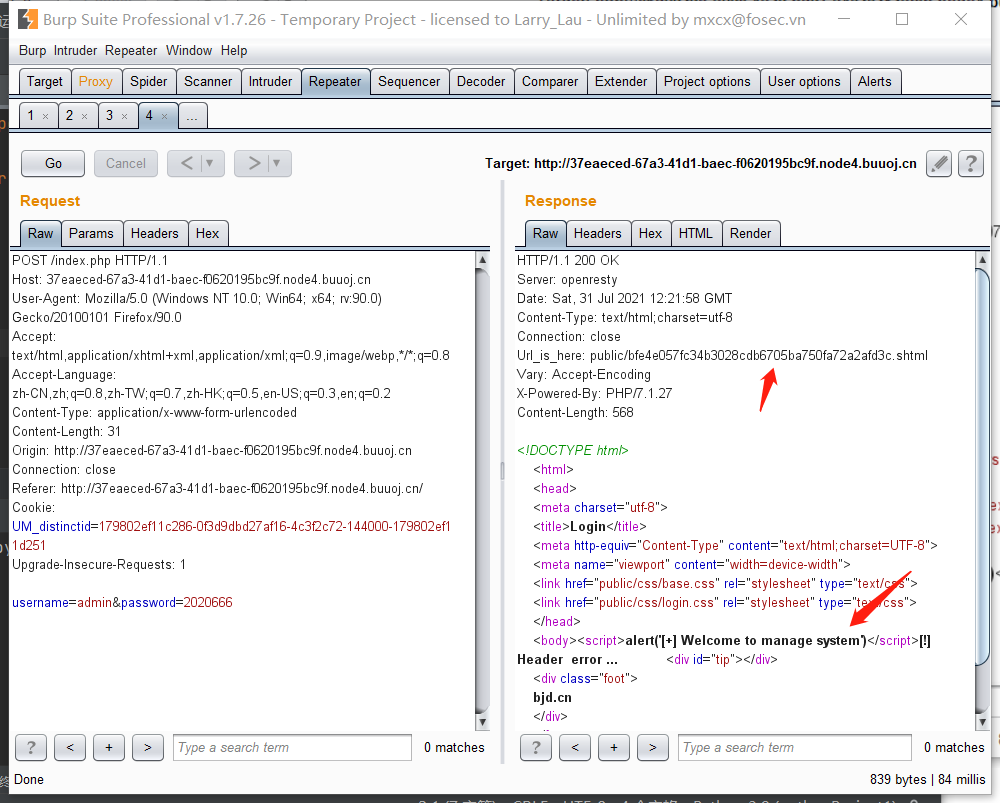 Burp Suite Professional v1.7.26 - Temporary Project - licensed to Larry_Lau - Unlimited by mxcx@fosec.vn
Burp Intruder Repeater Window Help
Target Proxy Spider Scanner Intruder Repeater Sequencer Decoder Comparer Extender Project options User options Alerts
1 × 2 × 3 × 4 × ...
Go Cancel < ▼ > ▼ Target: http://37eaeced-67a3-41d1-baec-f0620195bc9f.node4.buuoj.cn ?
Request
Raw Params Headers Hex
POST /index.php HTTP/1.1
Host: 37eaeced-67a3-41d1-baec-f0620195bc9f.node4.buuoj.cn
User-Agent: Mozilla/5.0 (Windows NT 10.0; Win64; x64; rv:90.0)
Gecko/20100101 Firefox/90.0
Accept:
text/html,application/xhtml+xml,application/xml;q=0.9,image/webp,*/*;q=0.8
Accept-Language:
zh-CN,zh;q=0.8,zh-TW;q=0.7,zh-HK;q=0.5,en-US;q=0.3,en;q=0.2
Content-Type: application/x-www-form-urlencoded
Content-Length: 31
Origin: http://37eaeced-67a3-41d1-baec-f0620195bc9f.node4.buuoj.cn
Connection: close
Referer: http://37eaeced-67a3-41d1-baec-f0620195bc9f.node4.buuoj.cn/
Cookie:
UM_distinctid=179802ef11c286-0f3d9dbd27af16-4c3f2c72-144000-179802ef1
1d251
Upgrade-Insecure-Requests: 1
username=admin&password=2020666
? < + > Type a search term 0 matches
Response
Raw Headers Hex HTML Render
HTTP/1.1 200 OK
Server: openresty
Date: Sat, 31 Jul 2021 12:21:58 GMT
Content-Type: text/html;charset=utf-8
Connection: close
Url_is_here: public/bfe4e057fc34b3028cdb6705ba750fa72a2afd3c.shtml
Vary: Accept-Encoding
X-Powered-By: PHP/7.1.27
Content-Length: 568
<!DOCTYPE html>
<html>
<head>
<meta charset="utf-8">
<title>Login</title>
<meta http-equiv="Content-Type" content="text/html;charset=UTF-8">
<meta name="viewport" content="width=device-width">
<link href="public/css/base.css" rel="stylesheet" type="text/css">
<link href="public/css/login.css" rel="stylesheet" type="text/css">
</head>
<body><script>alert('[+] Welcome to manage system')</script>[!]
Header error ... <div id="tip"></div>
<div class="foot">
bjd.cn
</div>
? < + > Type a search term 0 matches
Done 839 bytes | 84 millis